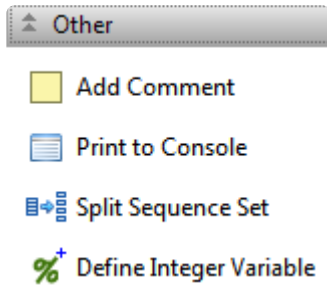 Other
Add Comment
Print to Console
Split Sequence Set
Define Integer Variable